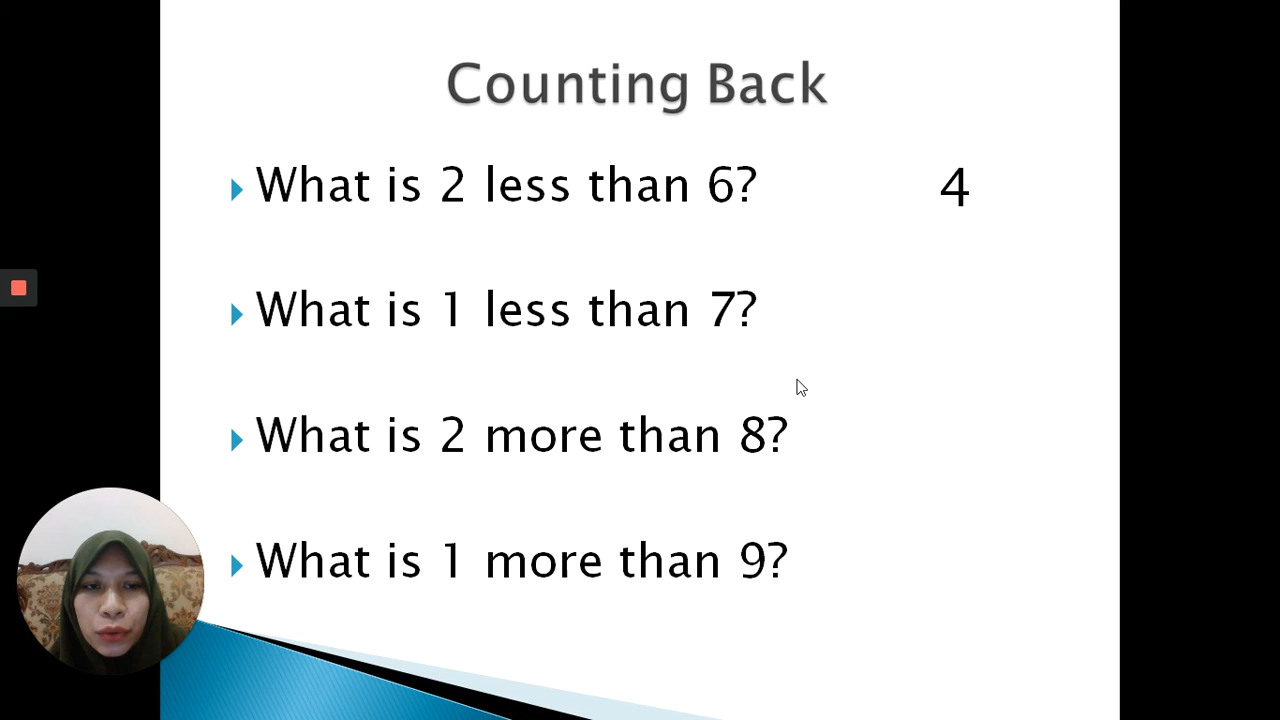 Counting Back
What is 2 less than 6? 4
What is 1 less than 7?
What is 2 more than 8?
What is 1 more than 9?